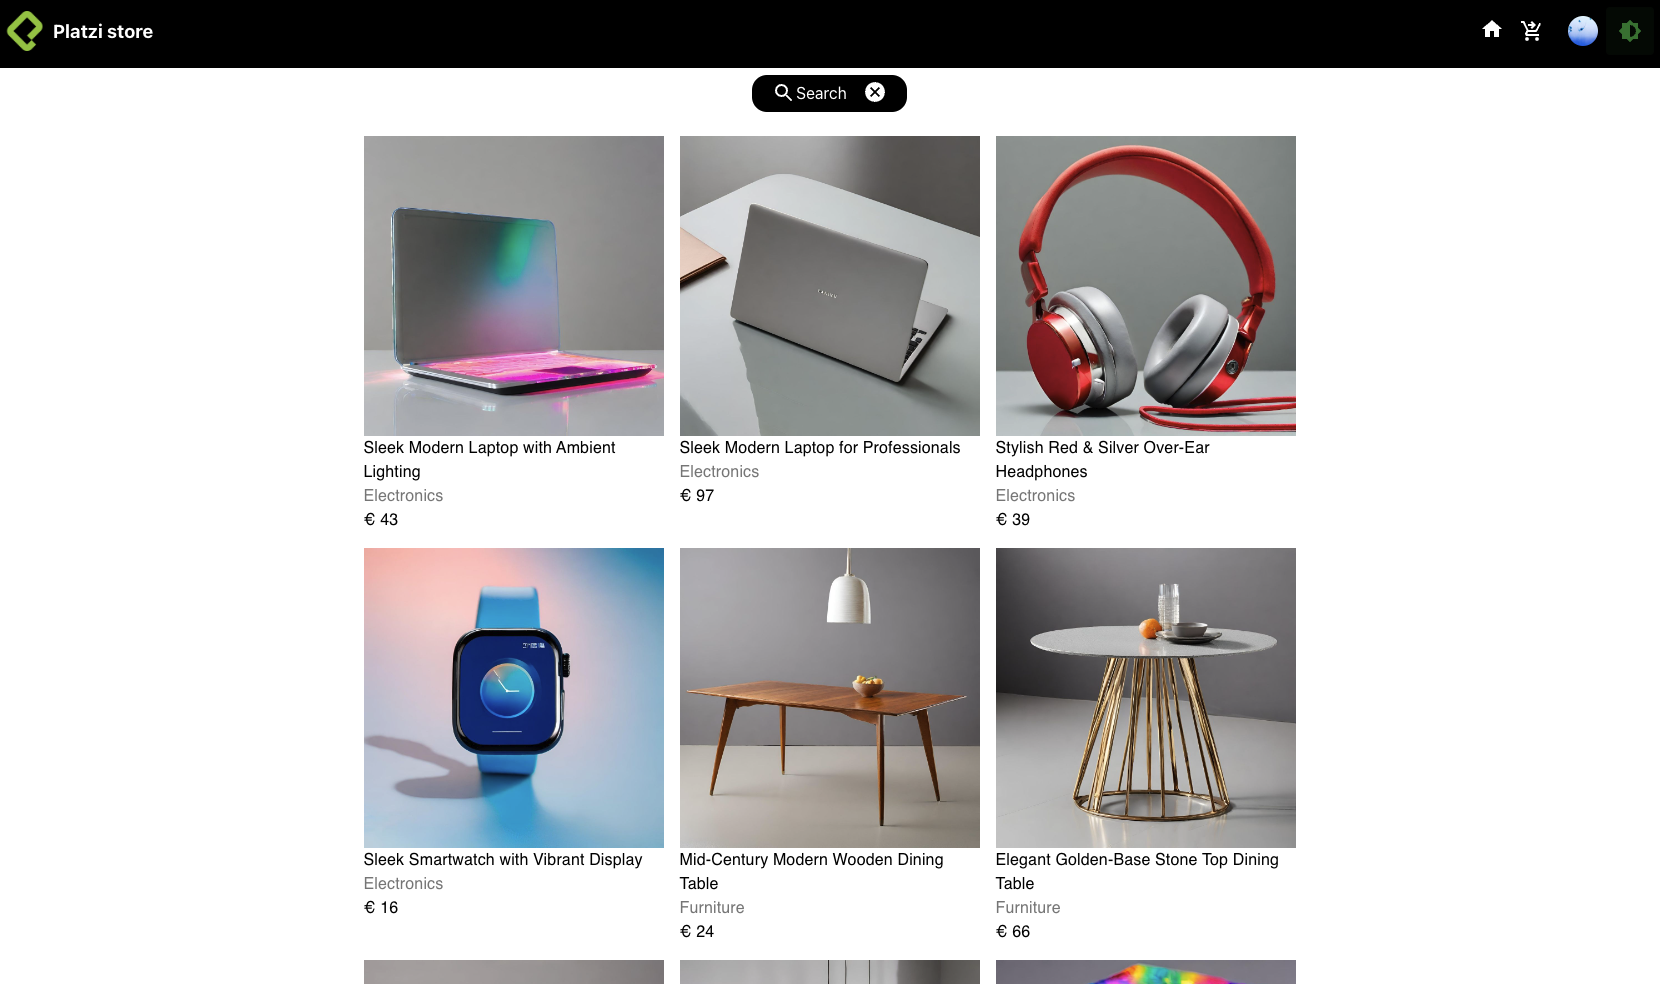 Platzi store
Search
Sleek Modern Laptop with Ambient
Lighting
Electronics
€ 43
Sleek Modern Laptop for Professionals
Electronics
€ 97
Stylish Red & Silver Over-Ear
Headphones
Electronics
€ 39
Sleek Smartwatch with Vibrant Display
Electronics
€ 16
Mid-Century Modern Wooden Dining
Table
Furniture
€ 24
Elegant Golden-Base Stone Top Dining
Table
Furniture
€ 66